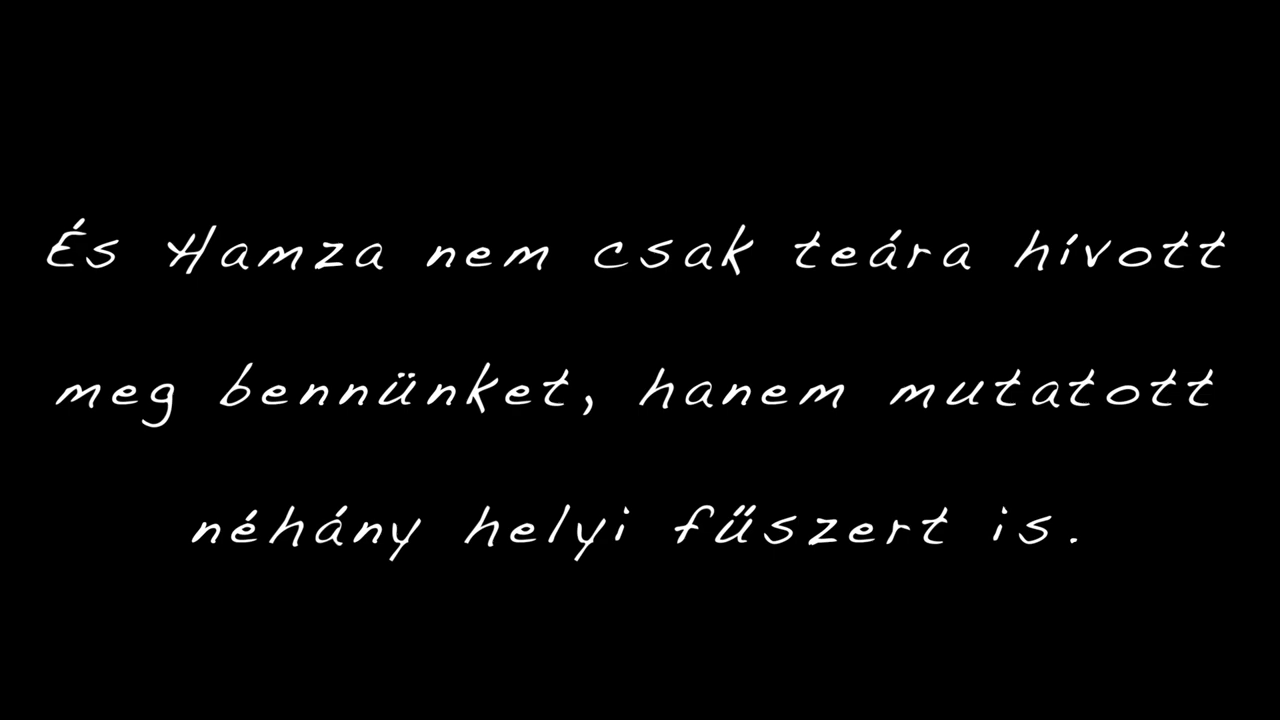 És Hamza nem csak teára hívott
meg bennünket, hanem mutatott
néhány helyi fűszert is.